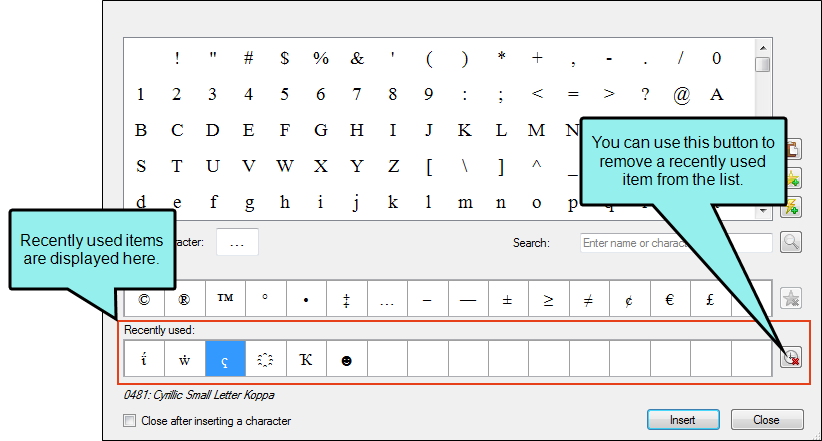 ! " # $ % & ' ( ) * + , - . / 0
1 2 3 4 5 6 7 8 9 : ; < = > ? @ A
B C D E F G H I J K L M N
S T U V W X Y Z [ \ ] ^ _
d e f g h i j k l m n o p
You can use this button to
remove a recently used
item from the list.
Recently used items
are displayed here.
aracter: ...
Search: Enter name or charac
© ® ™ ° • ‡ … – — ± ≥ ≠ ¢ € £
Recently used:
ẇ ҁ ☻
0481: Cyrillic Small Letter Koppa
Close after inserting a character
Insert
Close